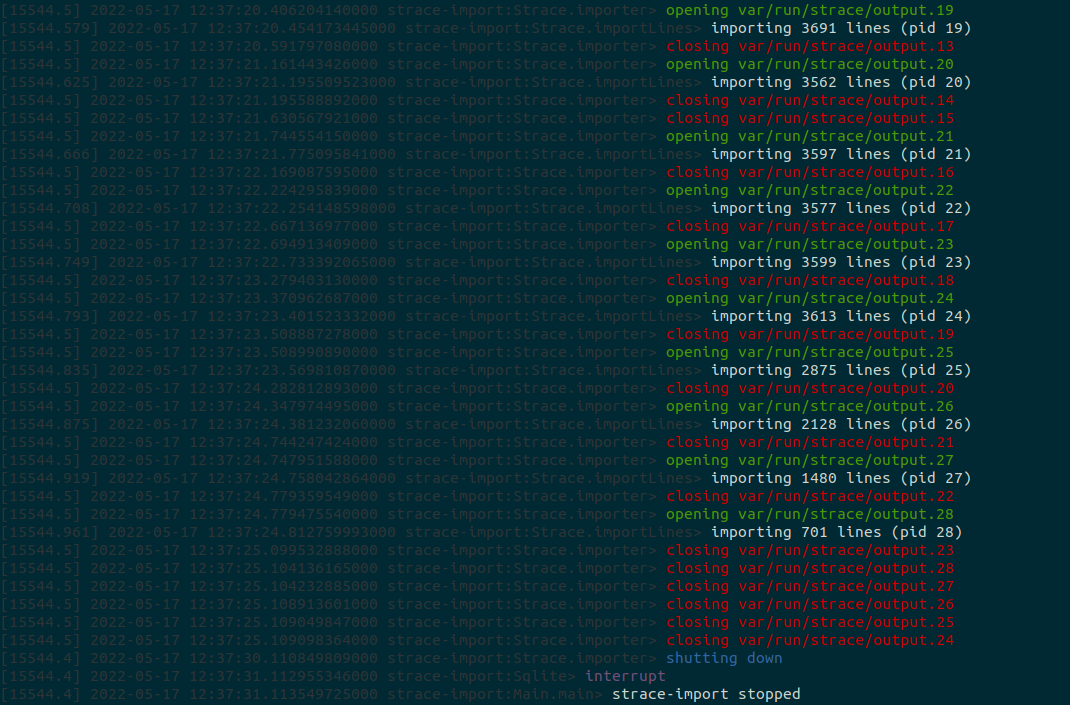 [15544.5] 2022-05-17 12:37:20.406204140000 strace-import:Strace.importer> opening var/run/strace/output.19
[15544.579] 2022-05-17 12:37:20.454173445000 strace-import:Strace.importLines> importing 3691 lines (pid 19)
[15544.5] 2022-05-17 12:37:20.591797080000 strace-import:Strace.importer> closing var/run/strace/output.13
[15544.5] 2022-05-17 12:37:21.161443426000 strace-import:Strace.importer> opening var/run/strace/output.20
[15544.625] 2022-05-17 12:37:21.195509523000 strace-import:Strace.importLines> importing 3562 lines (pid 20)
[15544.5] 2022-05-17 12:37:21.195588892000 strace-import:Strace.importer> closing var/run/strace/output.14
[15544.5] 2022-05-17 12:37:21.630567921000 strace-import:Strace.importer> closing var/run/strace/output.15
[15544.5] 2022-05-17 12:37:21.744554150000 strace-import:Strace.importer> opening var/run/strace/output.21
[15544.666] 2022-05-17 12:37:21.775095841000 strace-import:Strace.importLines> importing 3597 lines (pid 21)
[15544.5] 2022-05-17 12:37:22.169087595000 strace-import:Strace.importer> closing var/run/strace/output.16
[15544.5] 2022-05-17 12:37:22.224295839000 strace-import:Strace.importer> opening var/run/strace/output.22
[15544.708] 2022-05-17 12:37:22.254148598000 strace-import:Strace.importLines> importing 3577 lines (pid 22)
[15544.5] 2022-05-17 12:37:22.667136977000 strace-import:Strace.importer> closing var/run/strace/output.17
[15544.5] 2022-05-17 12:37:22.694913409000 strace-import:Strace.importer> opening var/run/strace/output.23
[15544.749] 2022-05-17 12:37:22.733392065000 strace-import:Strace.importLines> importing 3599 lines (pid 23)
[15544.5] 2022-05-17 12:37:23.279403130000 strace-import:Strace.importer> closing var/run/strace/output.18
[15544.5] 2022-05-17 12:37:23.370962687000 strace-import:Strace.importer> opening var/run/strace/output.24
[15544.793] 2022-05-17 12:37:23.401523332000 strace-import:Strace.importLines> importing 3613 lines (pid 24)
[15544.5] 2022-05-17 12:37:23.508887278000 strace-import:Strace.importer> closing var/run/strace/output.19
[15544.5] 2022-05-17 12:37:23.508990890000 strace-import:Strace.importer> opening var/run/strace/output.25
[15544.835] 2022-05-17 12:37:23.569810870000 strace-import:Strace.importLines> importing 2875 lines (pid 25)
[15544.5] 2022-05-17 12:37:24.282812893000 strace-import:Strace.importer> closing var/run/strace/output.20
[15544.5] 2022-05-17 12:37:24.347974495000 strace-import:Strace.importer> opening var/run/strace/output.26
[15544.875] 2022-05-17 12:37:24.381232060000 strace-import:Strace.importLines> importing 2128 lines (pid 26)
[15544.5] 2022-05-17 12:37:24.744247424000 strace-import:Strace.importer> closing var/run/strace/output.21
[15544.5] 2022-05-17 12:37:24.747951588000 strace-import:Strace.importer> opening var/run/strace/output.27
[15544.919] 2022-05-17 12:37:24.758042864000 strace-import:Strace.importLines> importing 1480 lines (pid 27)
[15544.5] 2022-05-17 12:37:24.779359549000 strace-import:Strace.importer> closing var/run/strace/output.22
[15544.5] 2022-05-17 12:37:24.779475540000 strace-import:Strace.importer> opening var/run/strace/output.28
[15544.961] 2022-05-17 12:37:24.812759993000 strace-import:Strace.importLines> importing 701 lines (pid 28)
[15544.5] 2022-05-17 12:37:25.099532888000 strace-import:Strace.importer> closing var/run/strace/output.23
[15544.5] 2022-05-17 12:37:25.104136165000 strace-import:Strace.importer> closing var/run/strace/output.28
[15544.5] 2022-05-17 12:37:25.104232885000 strace-import:Strace.importer> closing var/run/strace/output.27
[15544.5] 2022-05-17 12:37:25.108913601000 strace-import:Strace.importer> closing var/run/strace/output.26
[15544.5] 2022-05-17 12:37:25.109049847000 strace-import:Strace.importer> closing var/run/strace/output.25
[15544.5] 2022-05-17 12:37:25.109098364000 strace-import:Strace.importer> closing var/run/strace/output.24
[15544.4] 2022-05-17 12:37:30.110849809000 strace-import:Strace.importer> shutting down
[15544.4] 2022-05-17 12:37:31.112955346000 strace-import:Sqlite> interrupt
[15544.4] 2022-05-17 12:37:31.113549725000 strace-import:Main.main> strace-import stopped